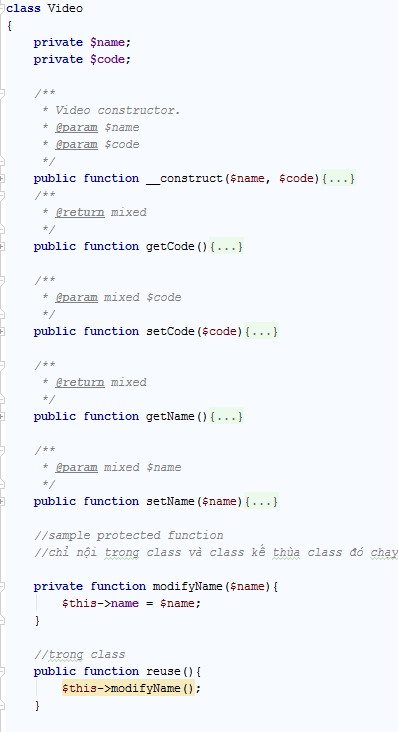 class Video
{
private $name;
private $code;
/**
* Video constructor.
* @param $name
* @param $code
*/
public function __construct($name, $code){...}
/**
* @return mixed
*/
public function getCode(){...}
/**
* @param mixed $code
*/
public function setCode($code){...}
/**
* @return mixed
*/
public function getName(){...}
/**
* @param mixed $name
*/
public function setName($name){...}
//sample protected function
//chỉ nội trong class và class kế thừa class đó chạy
private function modifyName($name){
$this->name = $name;
}
//trong class
public function reuse(){
$this->modifyName();
}